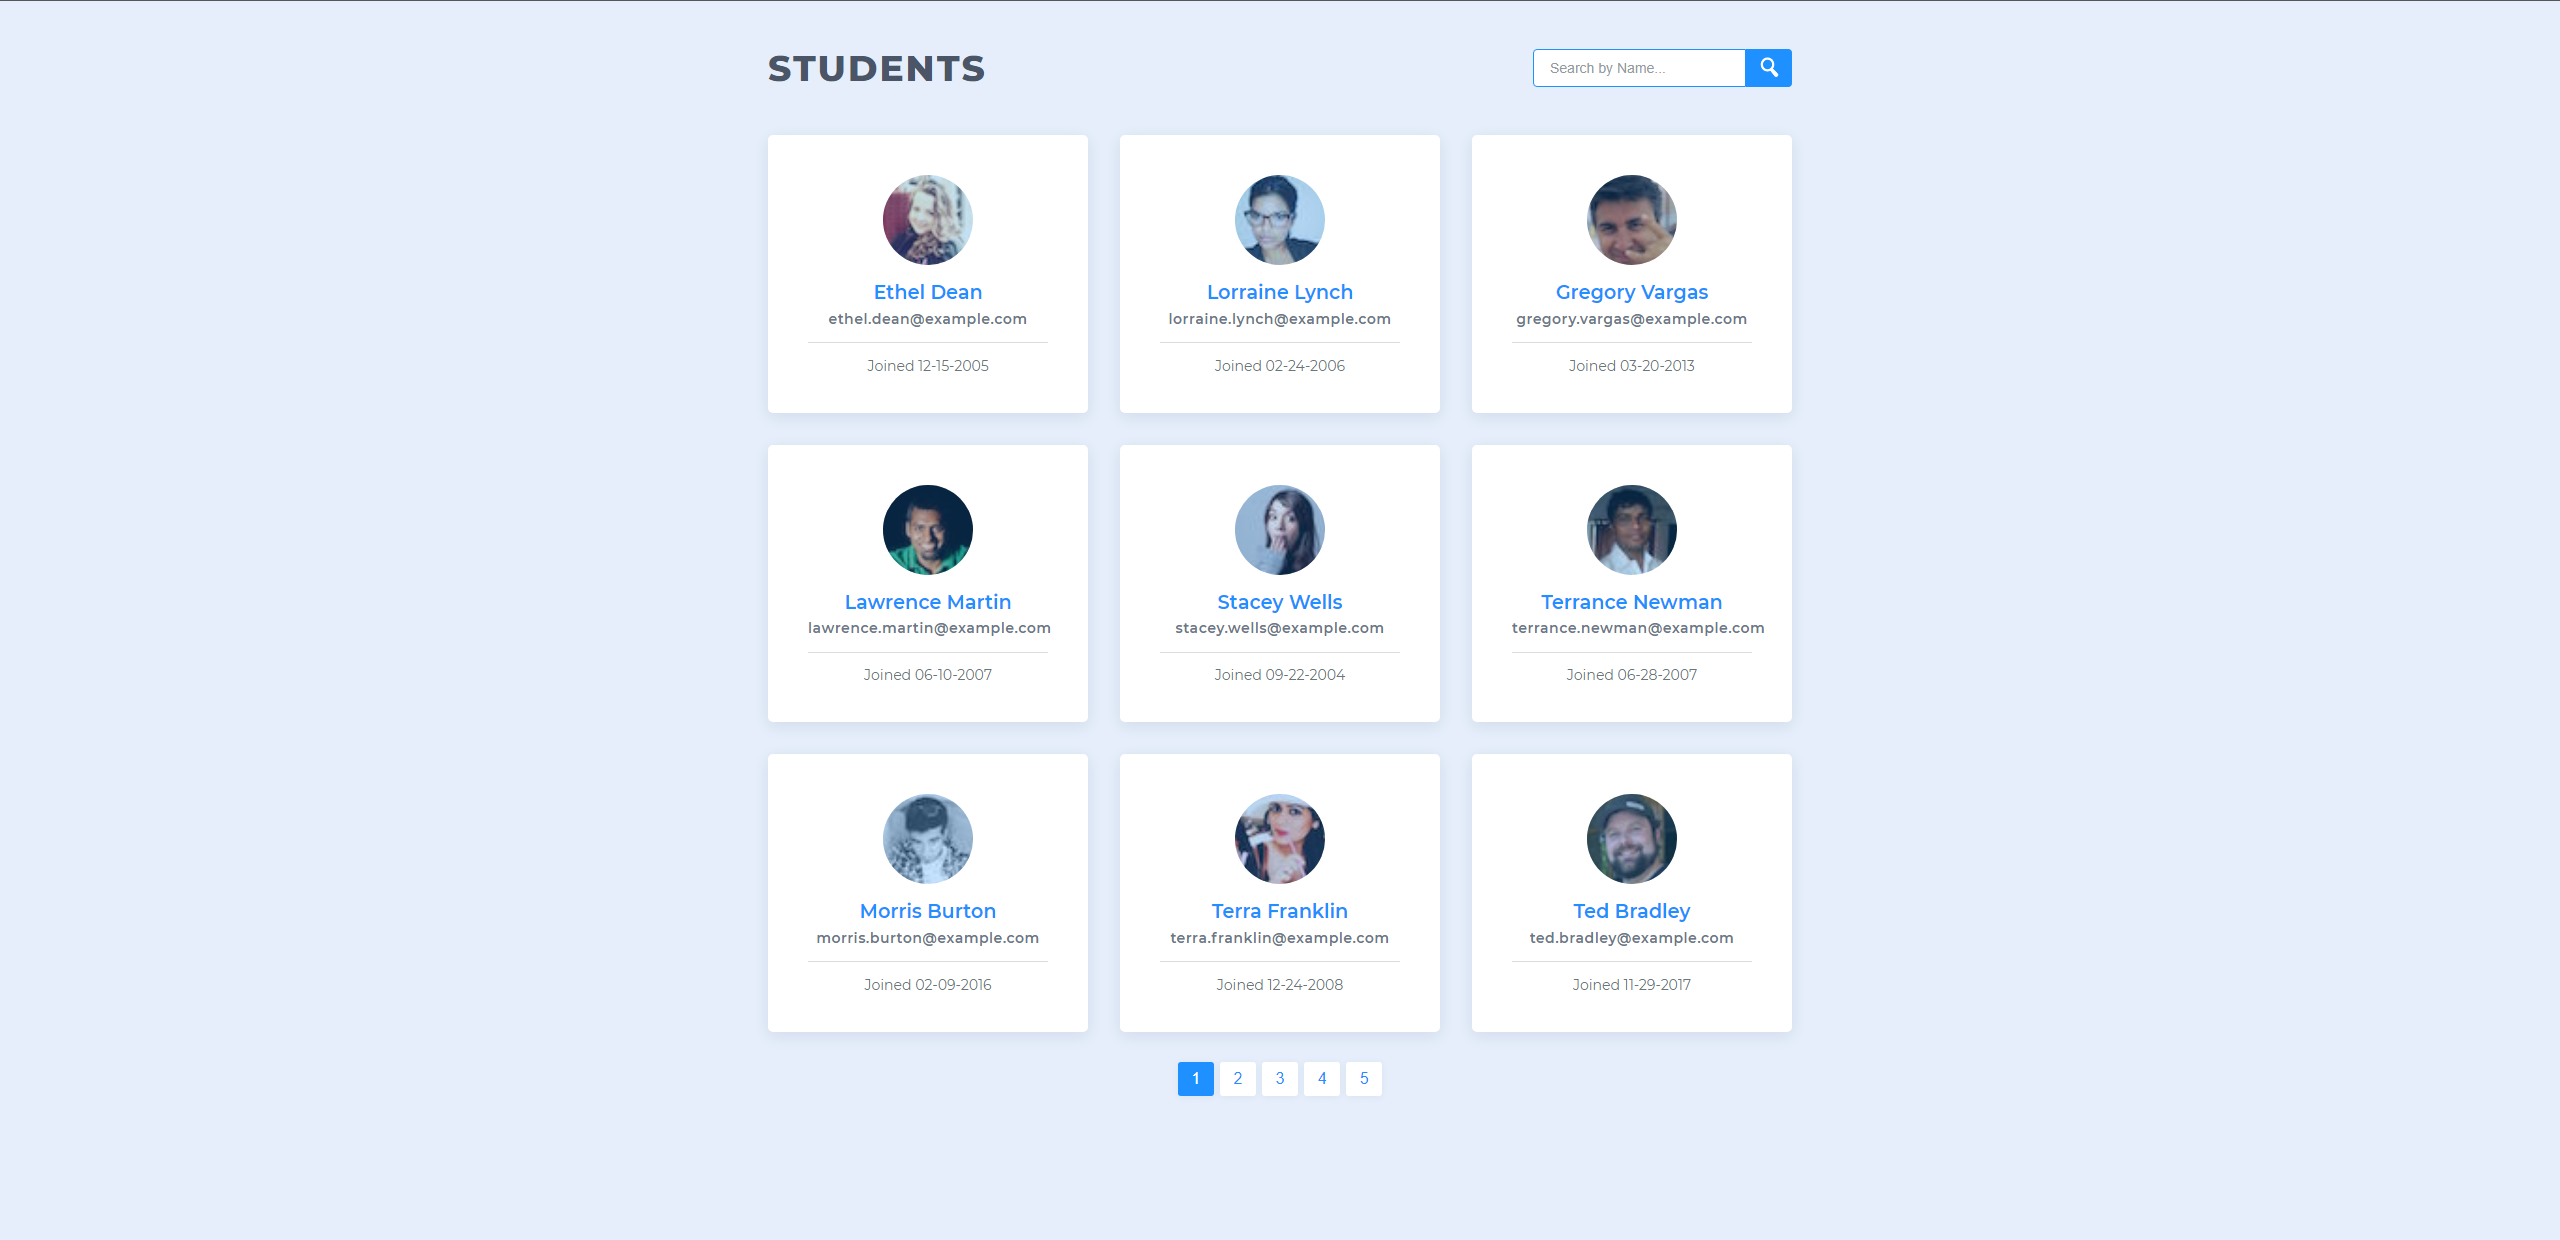 STUDENTS
Search by Name...
Ethel Dean
ethel.dean@example.com
Joined 12-15-2005
Lorraine Lynch
lorraine.lynch@example.com
Joined 02-24-2006
Gregory Vargas
gregory.vargas@example.com
Joined 03-20-2013
Lawrence Martin
lawrence.martin@example.com
Joined 06-10-2007
Stacey Wells
stacey.wells@example.com
Joined 09-22-2004
Terrance Newman
terrance.newman@example.com
Joined 06-28-2007
Morris Burton
morris.burton@example.com
Joined 02-09-2016
Terra Franklin
terra.franklin@example.com
Joined 12-24-2008
Ted Bradley
ted.bradley@example.com
Joined 11-29-2017
1 2 3 4 5